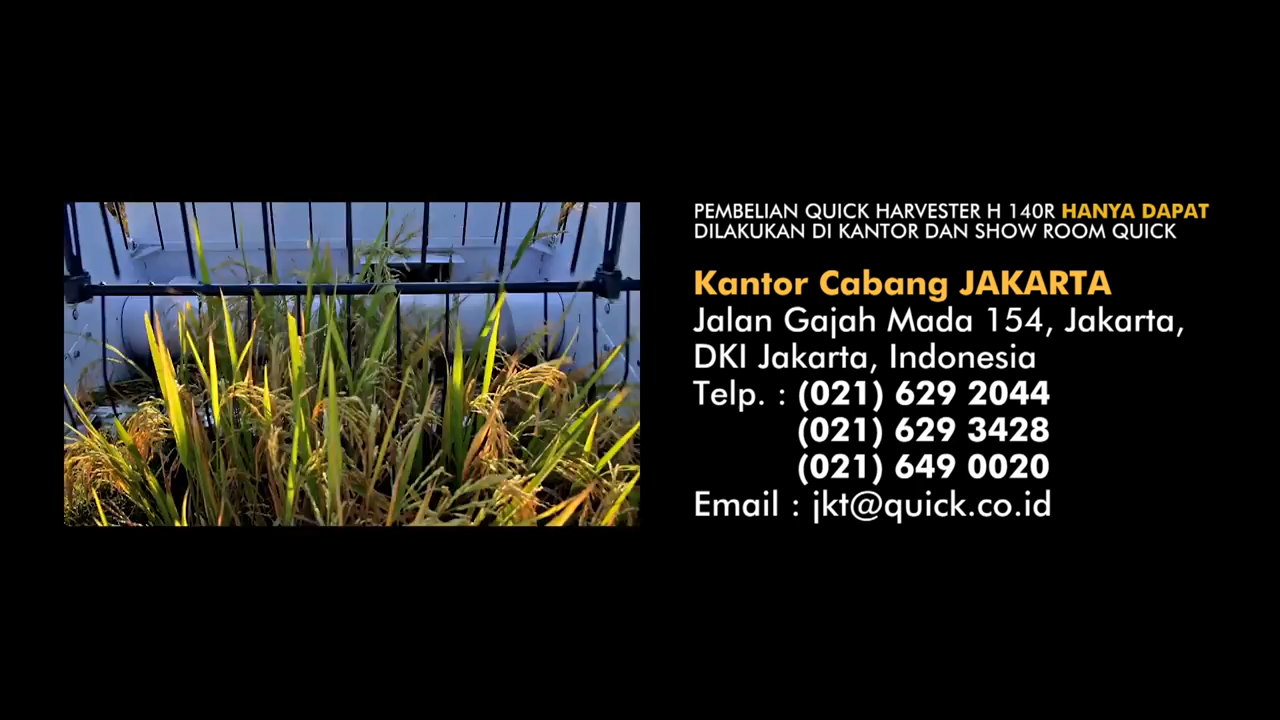 PEMBELIAN QUICK HARVESTER H 140R HANYA DAPAT
DILAKUKAN DI KANTOR DAN SHOW ROOM QUICK
Kantor Cabang JAKARTA
Jalan Gajah Mada 154, Jakarta,
DKI Jakarta, Indonesia
Telp. : (021) 629 2044
(021) 629 3428
(021) 649 0020
Email : jkt@quick.co.id